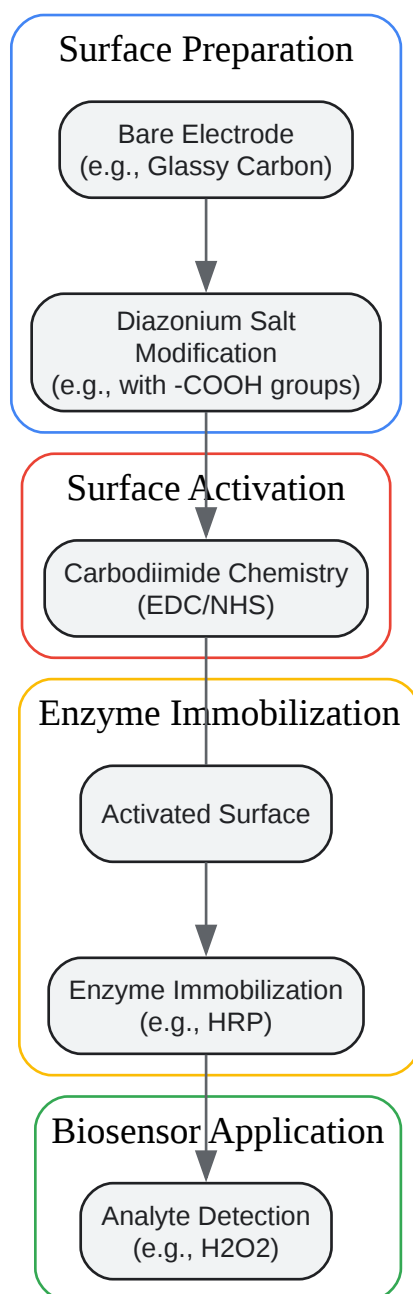 Surface Preparation
Bare Electrode
(e.g., Glassy Carbon)
Diazonium Salt
Modification
(e.g., with -COOH groups)
Surface Activation
Carbodiimide Chemistry
(EDC/NHS)
Enzyme Immobilization
Activated Surface
Enzyme Immobilization
(e.g., HRP)
Biosensor Application
Analyte Detection
(e.g., H2O2)